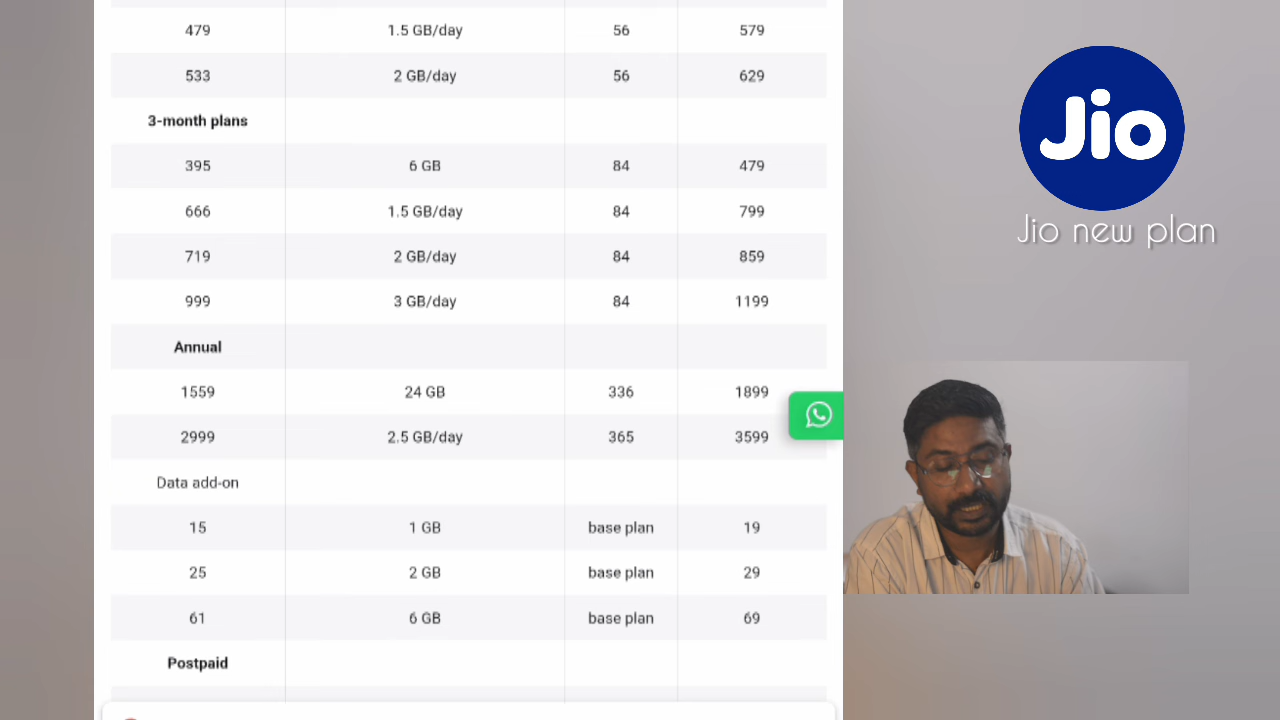 479 1.5 GB/day 56 579
533 2 GB/day 56 629
3-month plans
395 6 GB 84 479
666 1.5 GB/day 84 799
719 2 GB/day 84 859
999 3 GB/day 84 1199
Annual
1559 24 GB 336 1899
2999 2.5 GB/day 365 3599
Data add-on
15 1 GB base plan 19
25 2 GB base plan 29
61 6 GB base plan 69
Postpaid
Jio
Jio new plan